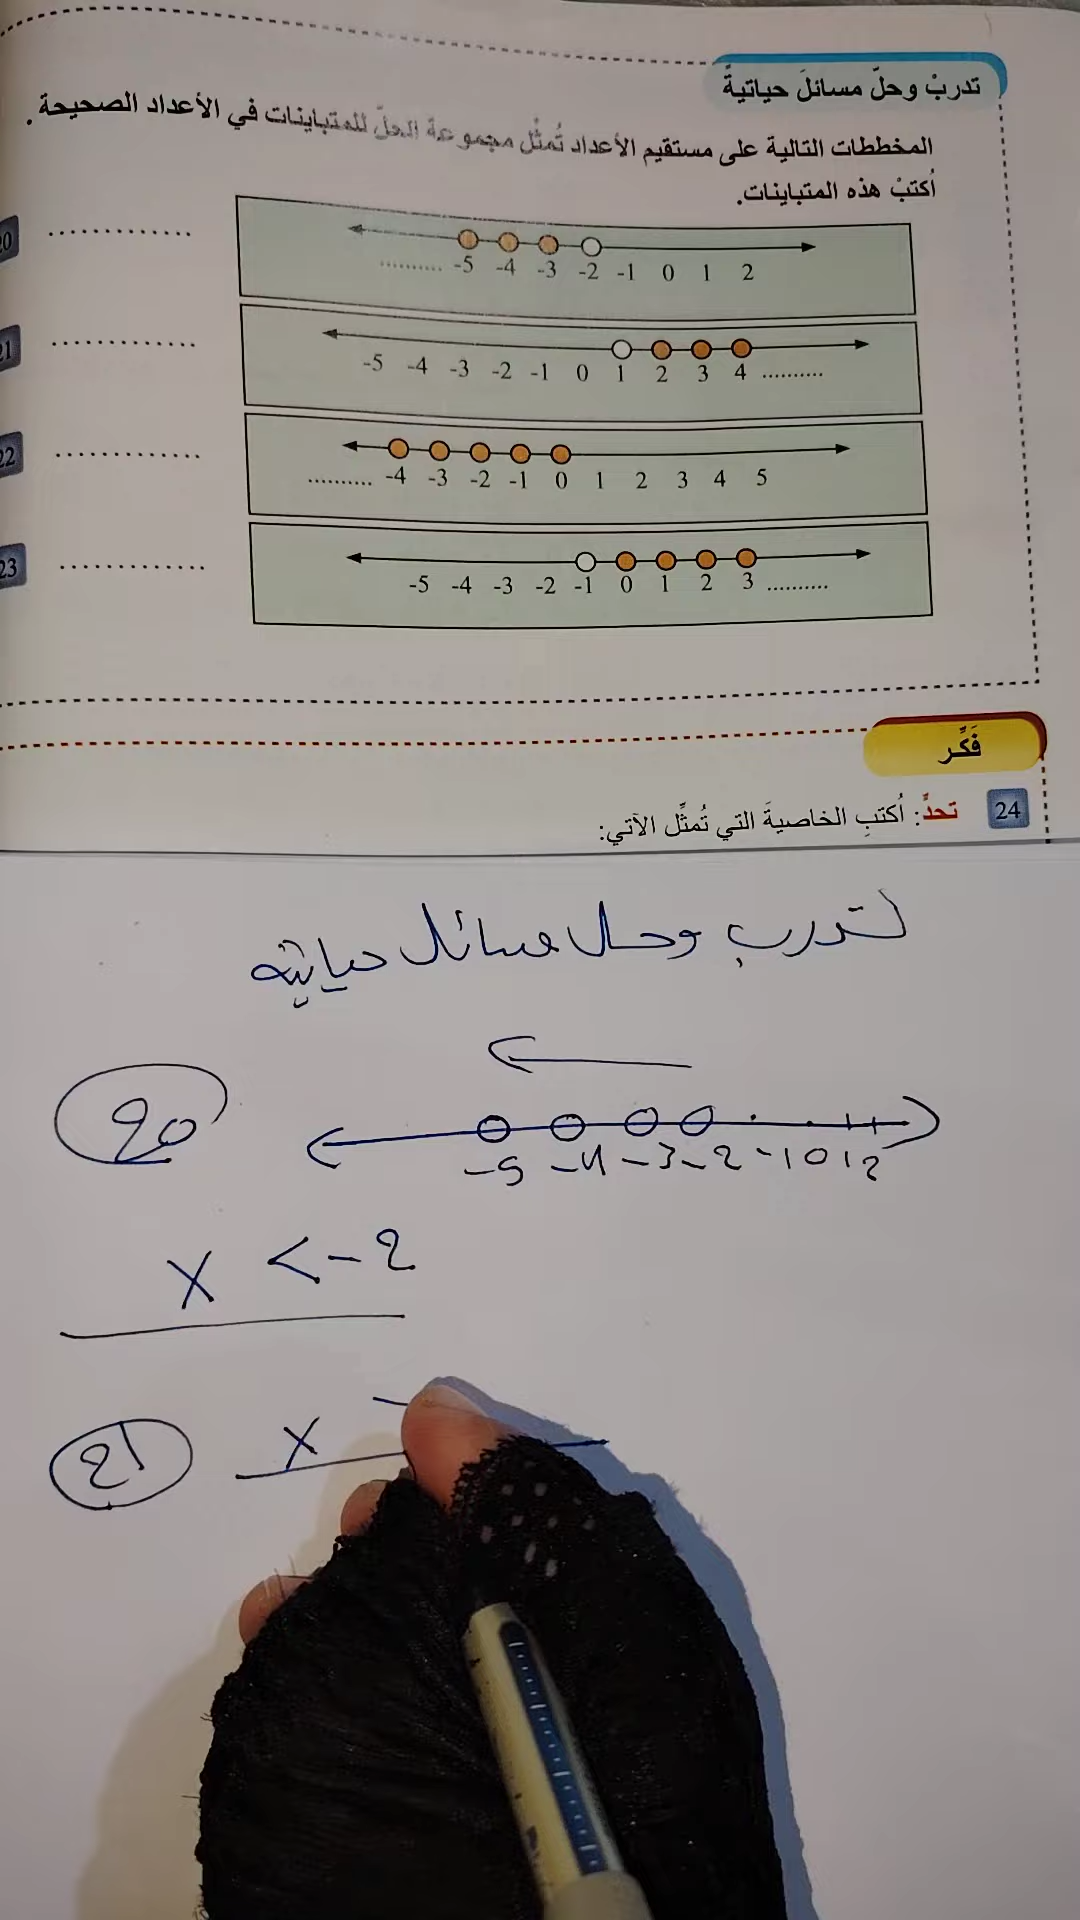 تدربْ وحلّ مسائلَ حياتيةً
المخططات التالية على مستقيم الأعداد تُمثّل مجموعة الحلّ للمتباينات في الأعداد الصحيحة.
أكتبْ هذه المتباينات.
.......... -5 -4 -3 -2 -1 0 1 2
.............
-5 -4 -3 -2 -1 0 1 2 3 4 ..........
.............
22 .............
.......... -4 -3 -2 -1 0 1 2 3 4 5
23 .............
-5 -4 -3 -2 -1 0 1 2 3 ..........
فَكِّر
24 تحدٍّ: أكتبِ الخاصيةَ التي تُمثِّل الآتي:
تدرب وحل مسائل حياتيه
20
-5 -4 -3 -2 -1 0 1 2
x < -2
21 x